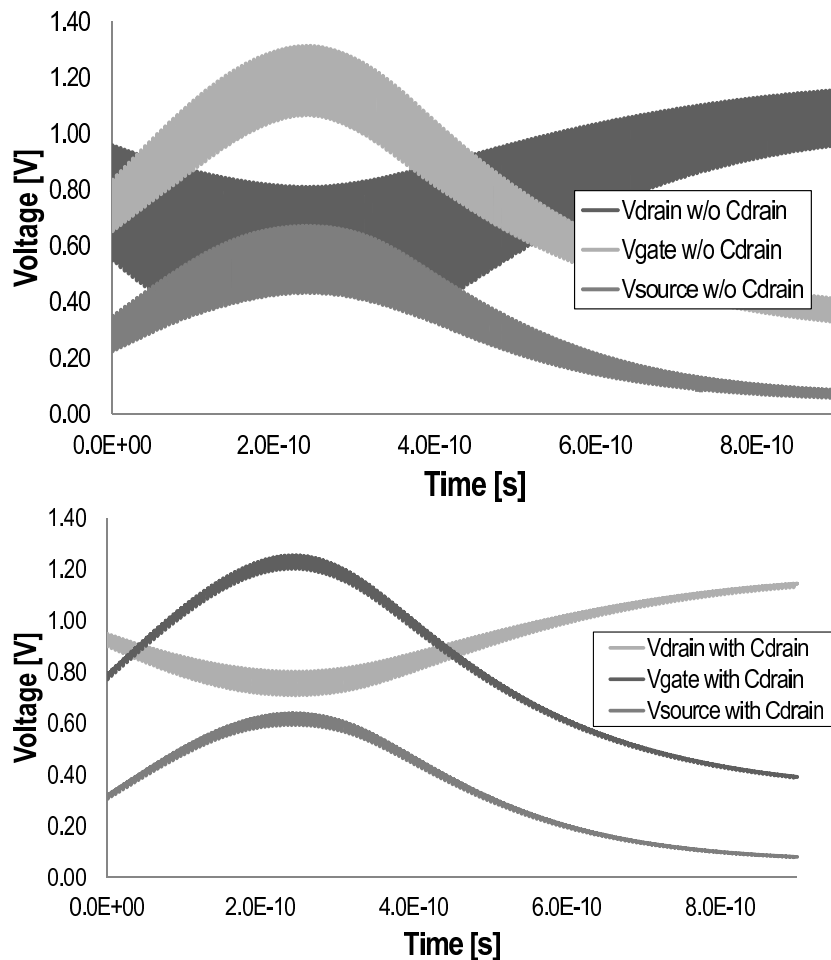 1.40
1.20
1.00
0.80
0.60
0.40
0.20
0.00
Voltage [V]
Vdrain w/o Cdrain
Vgate w/o Cdrain
Vsource w/o Cdrain
0.0E+00 2.0E-10 4.0E-10 6.0E-10 8.0E-10
Time [s]
1.40
1.20
1.00
0.80
0.60
0.40
0.20
0.00
Voltage [V]
Vdrain with Cdrain
Vgate with Cdrain
Vsource with Cdrain
0.0E+00 2.0E-10 4.0E-10 6.0E-10 8.0E-10
Time [s]